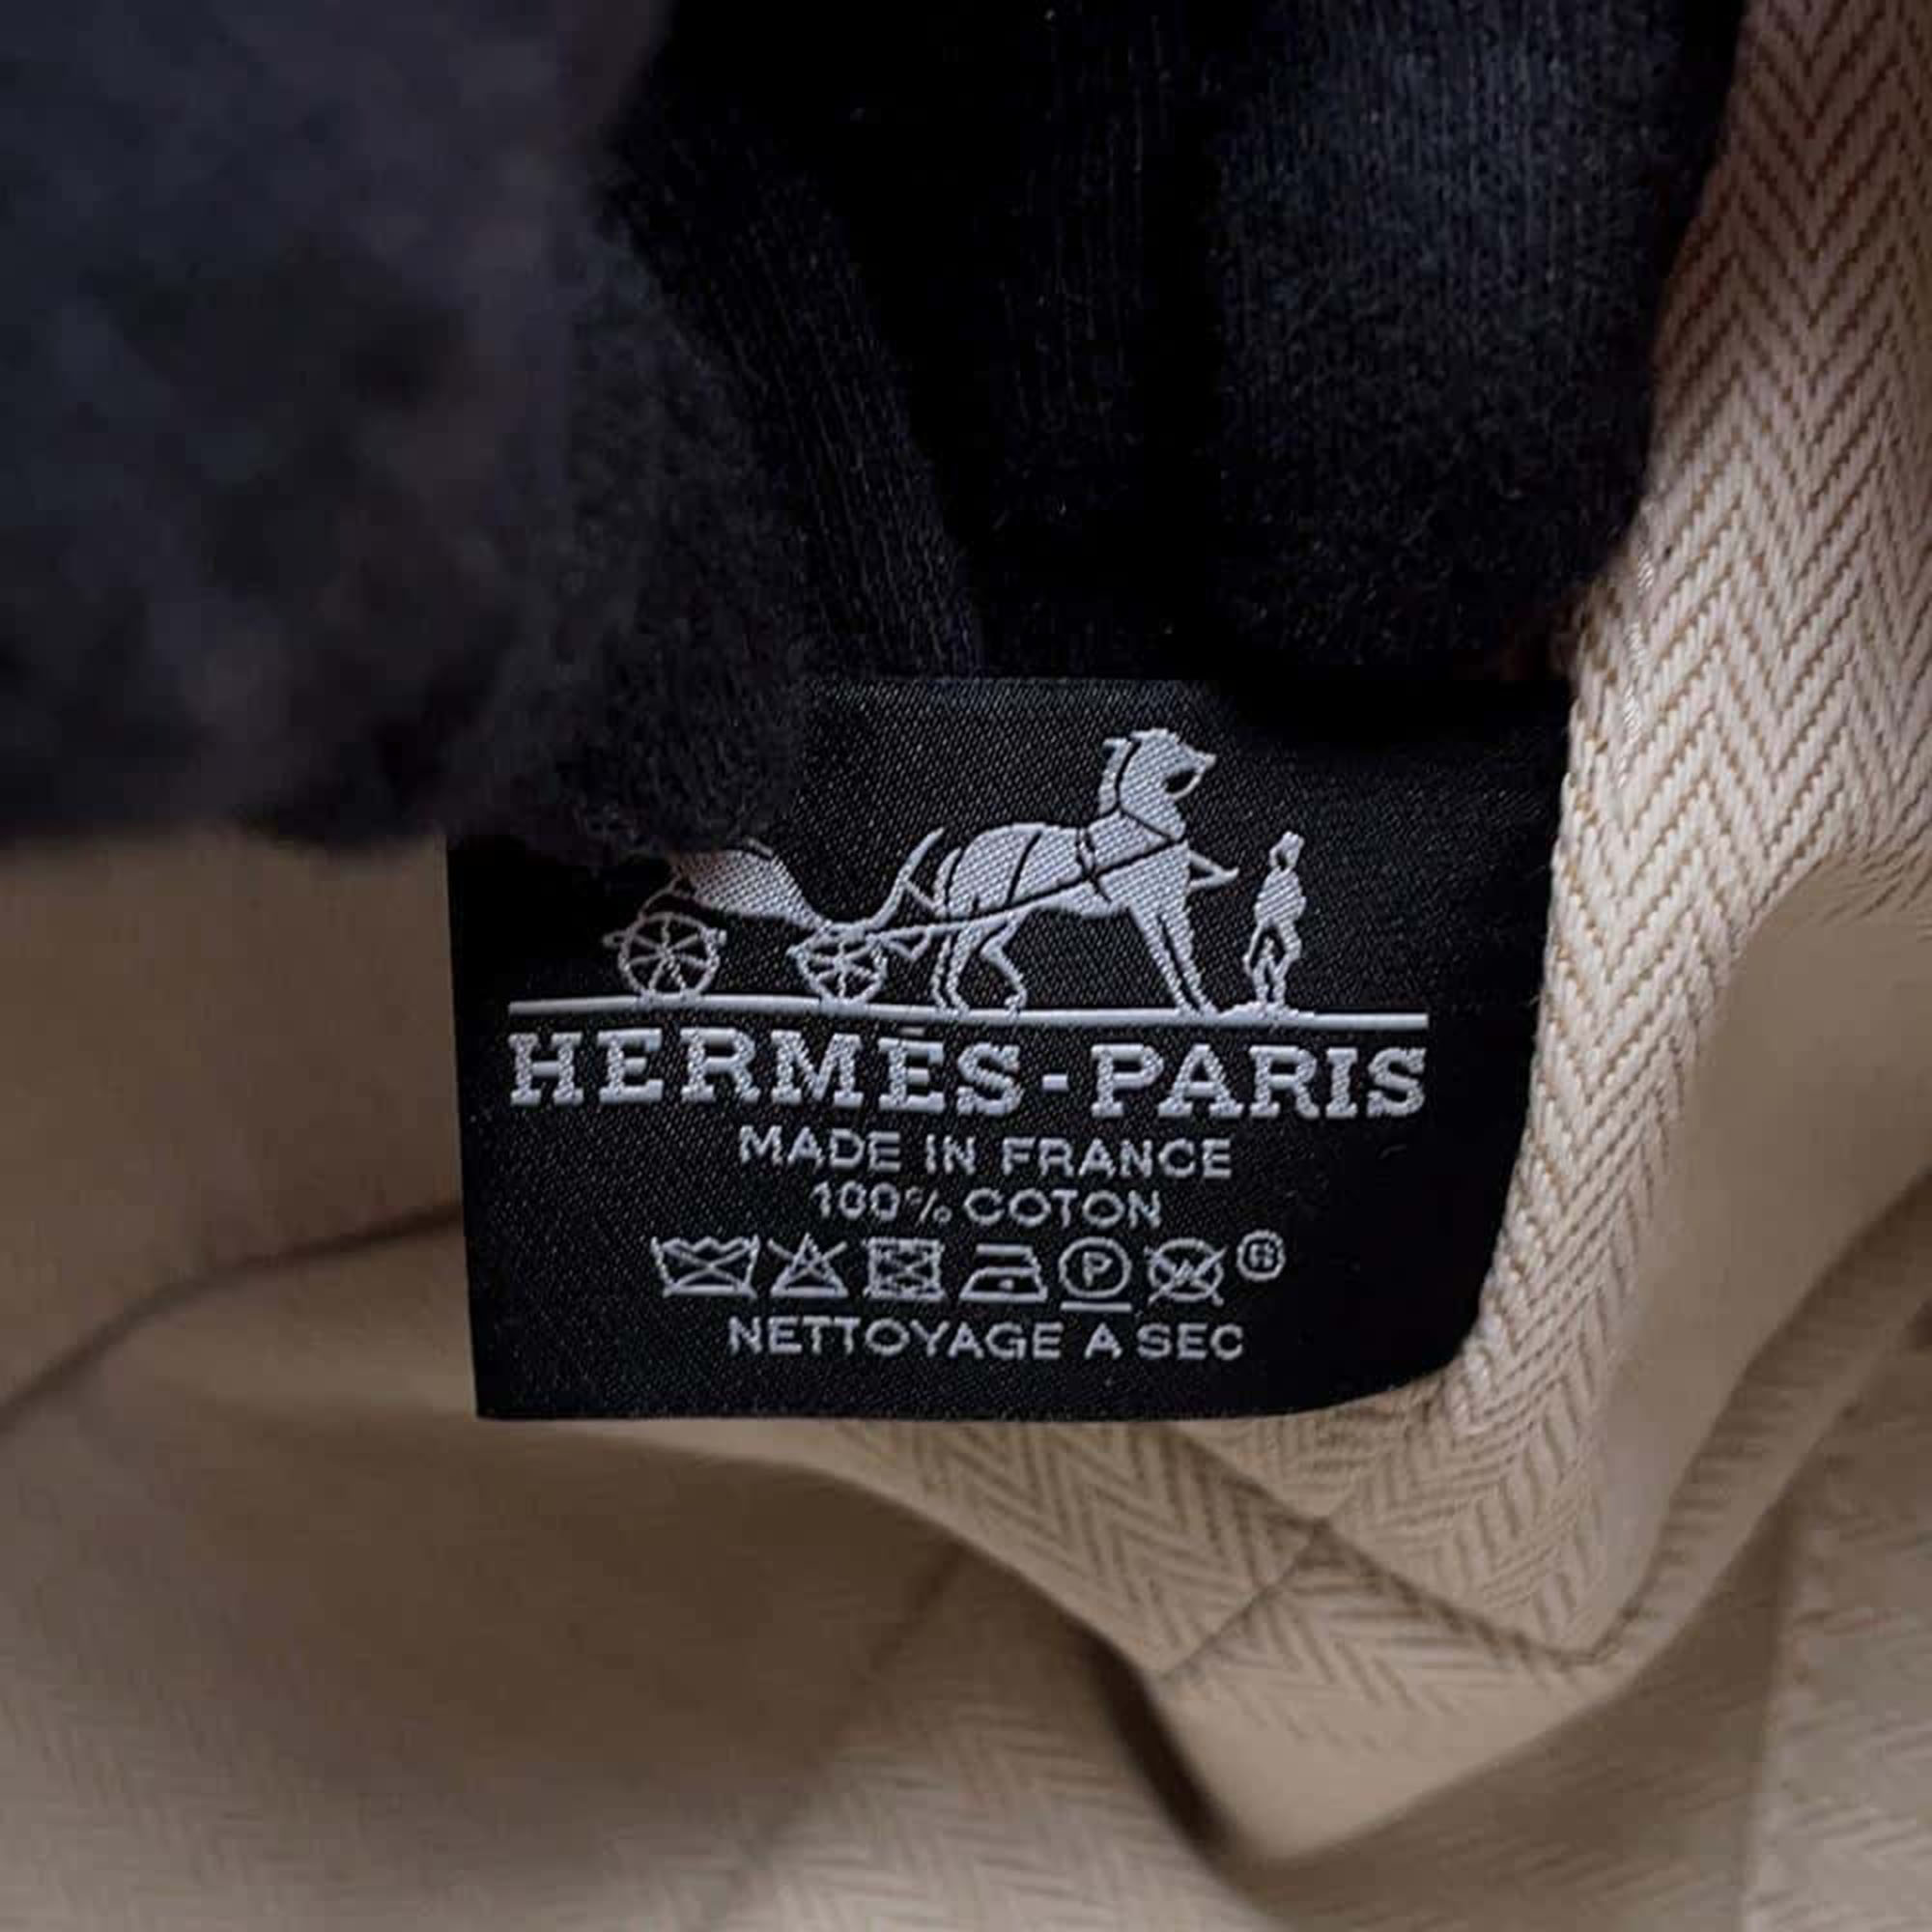 HERMÈS-PARIS
MADE IN FRANCE
100% COTON
P ®
NETTOYAGE A SEC